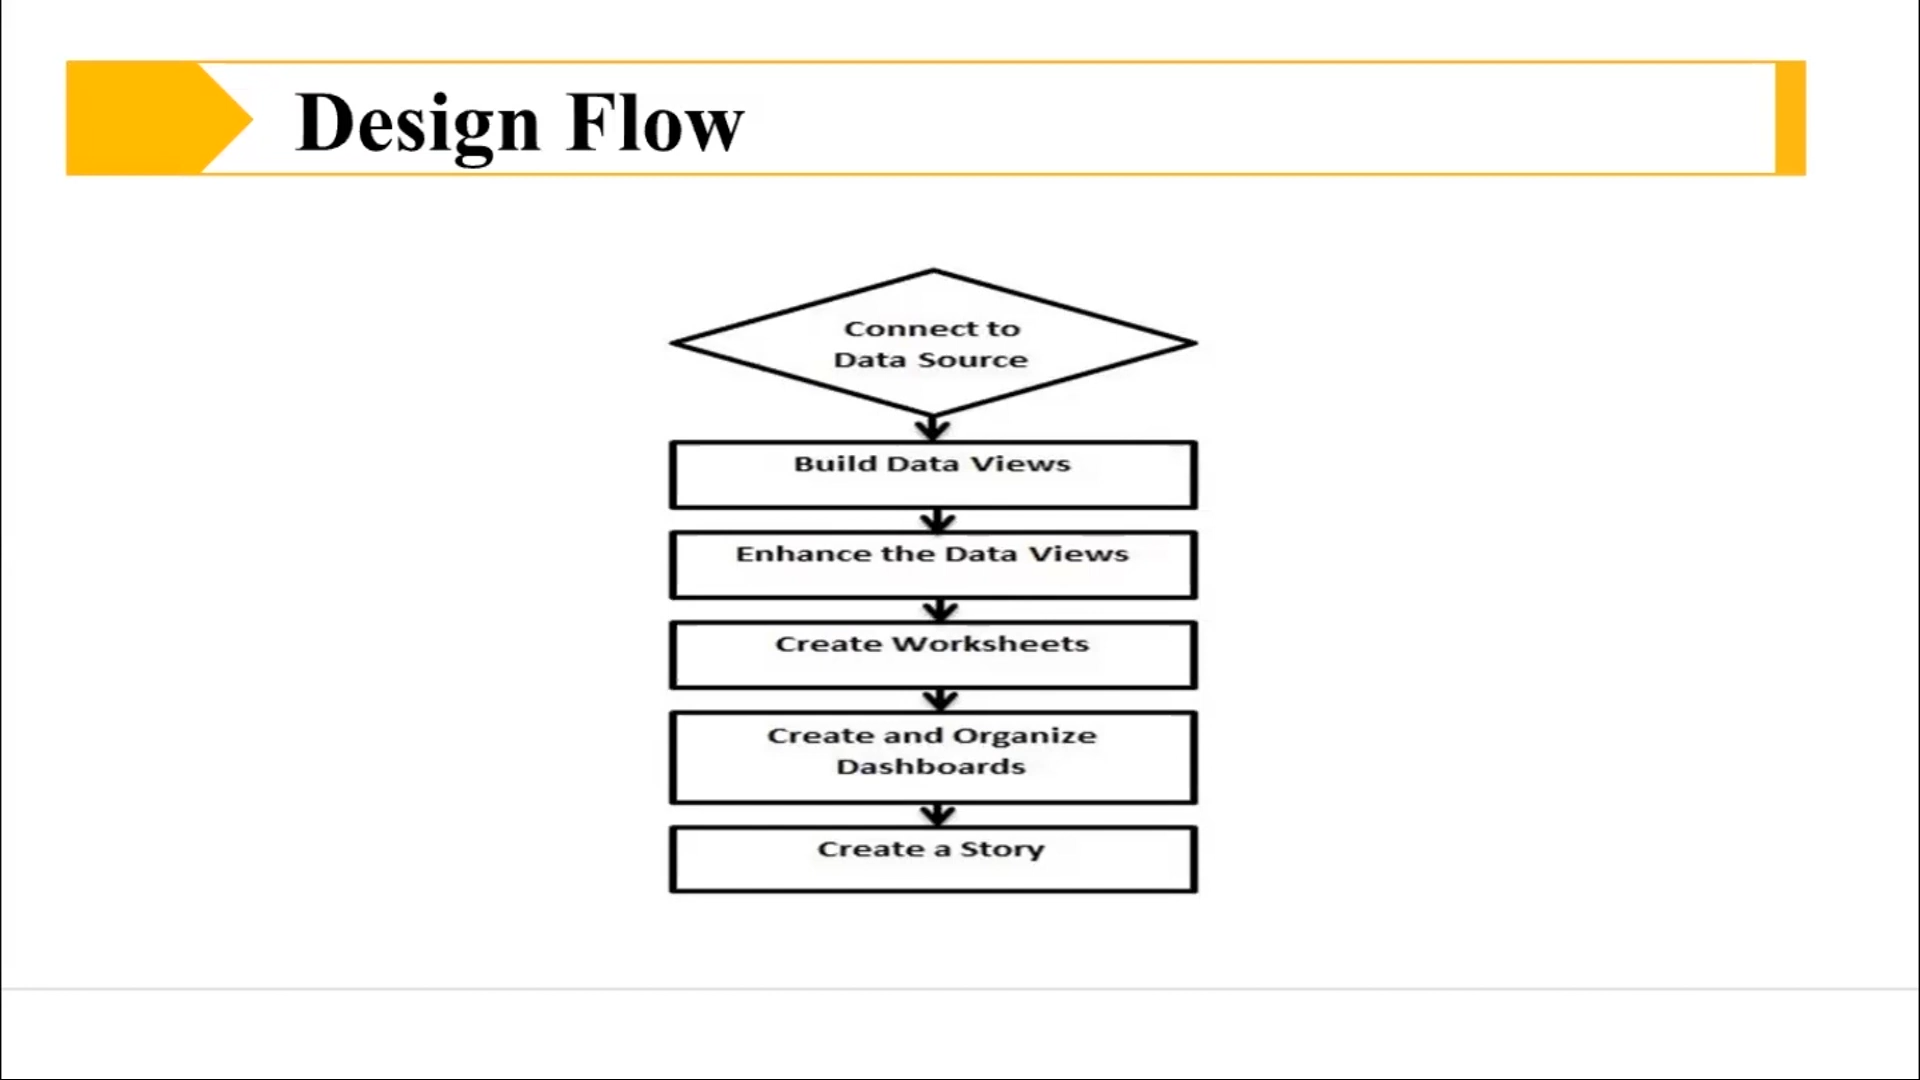 Design Flow
Connect to
Data Source
Build Data Views
Enhance the Data Views
Create Worksheets
Create and Organize
Dashboards
Create a Story